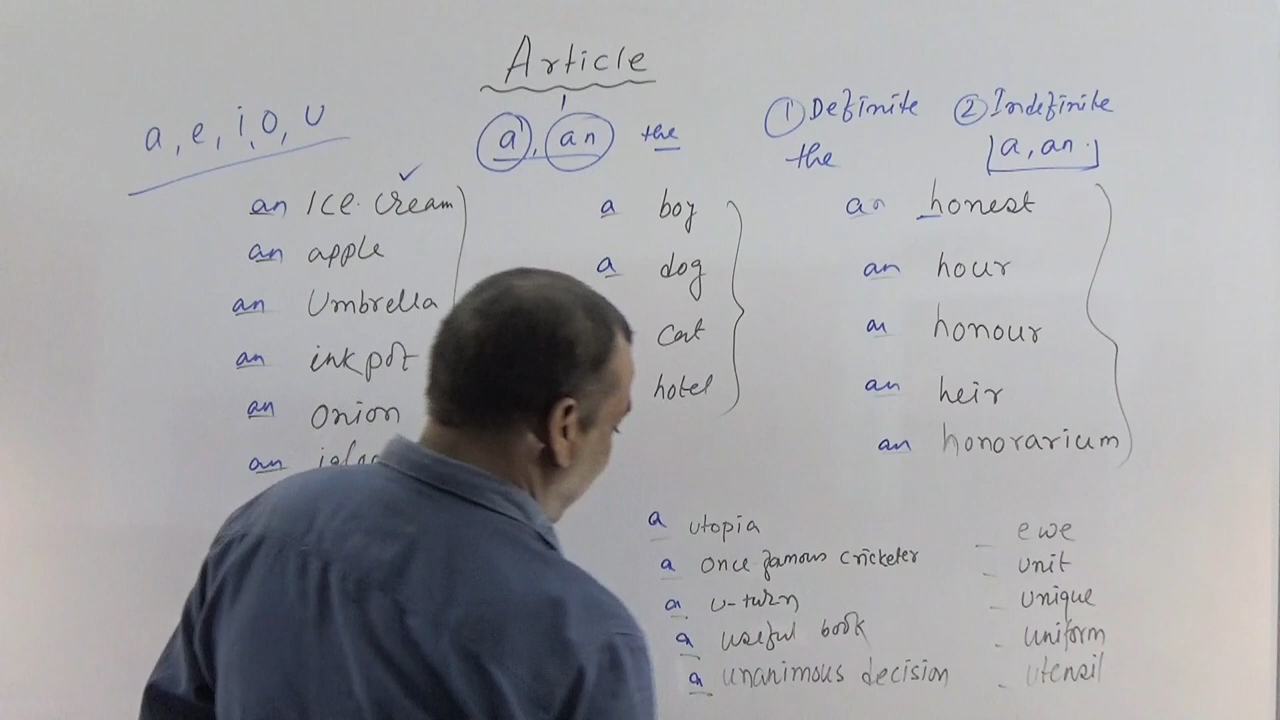 Article
a, e, i, o, u
a, an the
① Definite ② Indefinite
the a, an.
an Ice. cream
an apple
an Umbrella
an ink pot
an onion
an
a boy
a dog
cat
hotel
an honest
an hour
an honour
an heir
an honorarium
a utopia
a once famous cricketer
a u-turn
a useful book
a unanimous decision
_ ewe
_ unit
_ unique
_ uniform
_ utensil